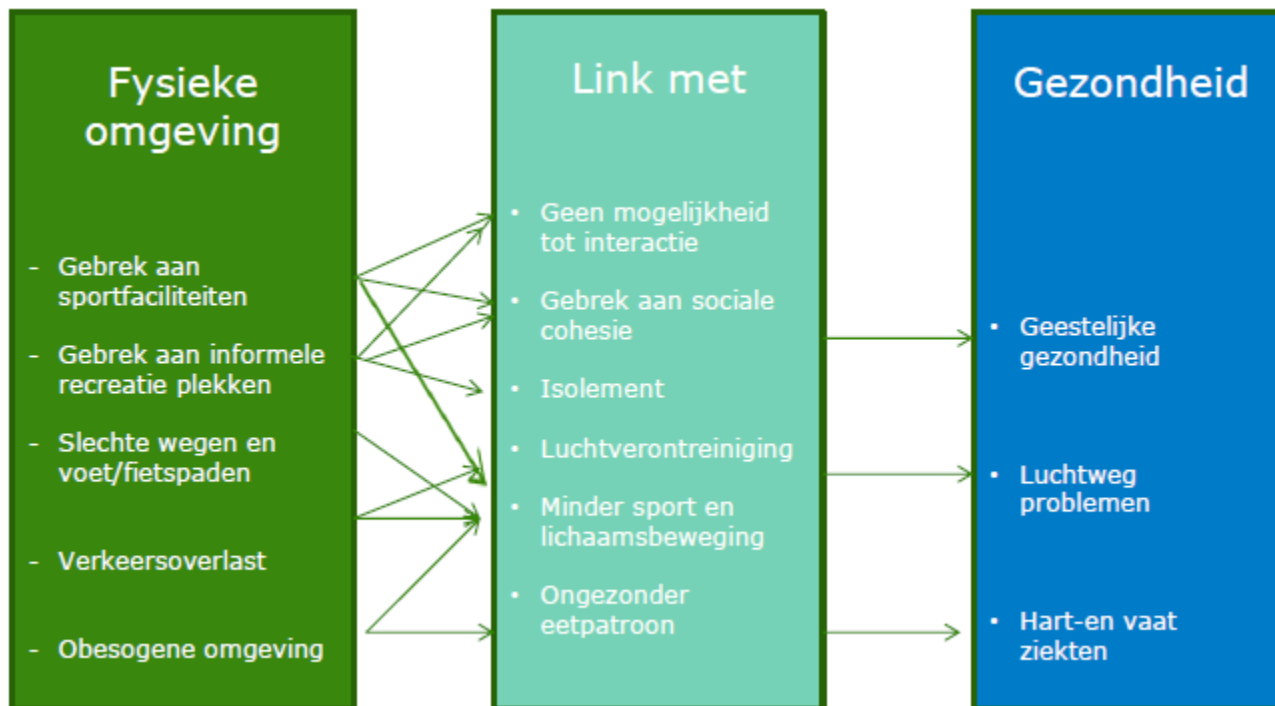 Fysieke
omgeving
- Gebrek aan
sportfaciliteiten
- Gebrek aan informele
recreatie plekken
- Slechte wegen en
voet/fietspaden
- Verkeersoverlast
- Obesogene omgeving
Link met
• Geen mogelijkheid
tot interactie
• Gebrek aan sociale
cohesie
• Isolement
• Luchtverontreiniging
• Minder sport en
lichaamsbeweging
• Ongezonder
eetpatroon
Gezondheid
• Geestelijke
gezondheid
• Luchtweg
problemen
• Hart-en vaat
ziekten